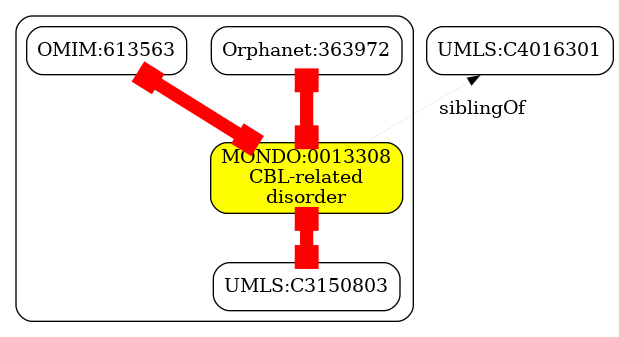 OMIM:613563
Orphanet:363972
UMLS:C4016301
siblingOf
MONDO:0013308
CBL-related
disorder
UMLS:C3150803